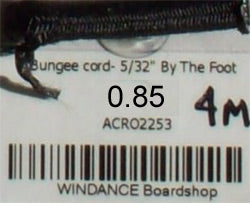 Bungee cord- 5/32" By The Foot
0.85 4M
ACRO2253
WINDANCE Boardshop